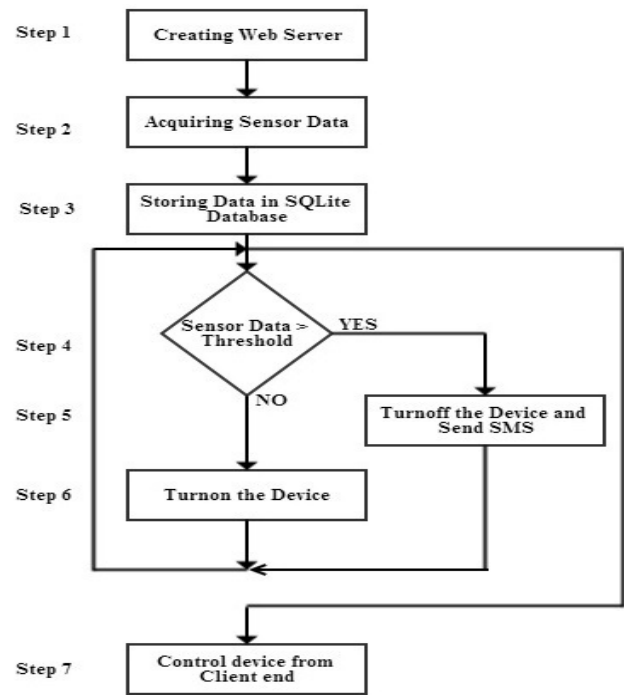 Step 1
Creating Web Server
Step 2
Acquiring Sensor Data
Step 3
Storing Data in SQLite
Database
Step 4
Sensor Data >
Threshold
YES
NO
Step 5
Turnoff the Device and
Send SMS
Step 6
Turnon the Device
Step 7
Control device from
Client end